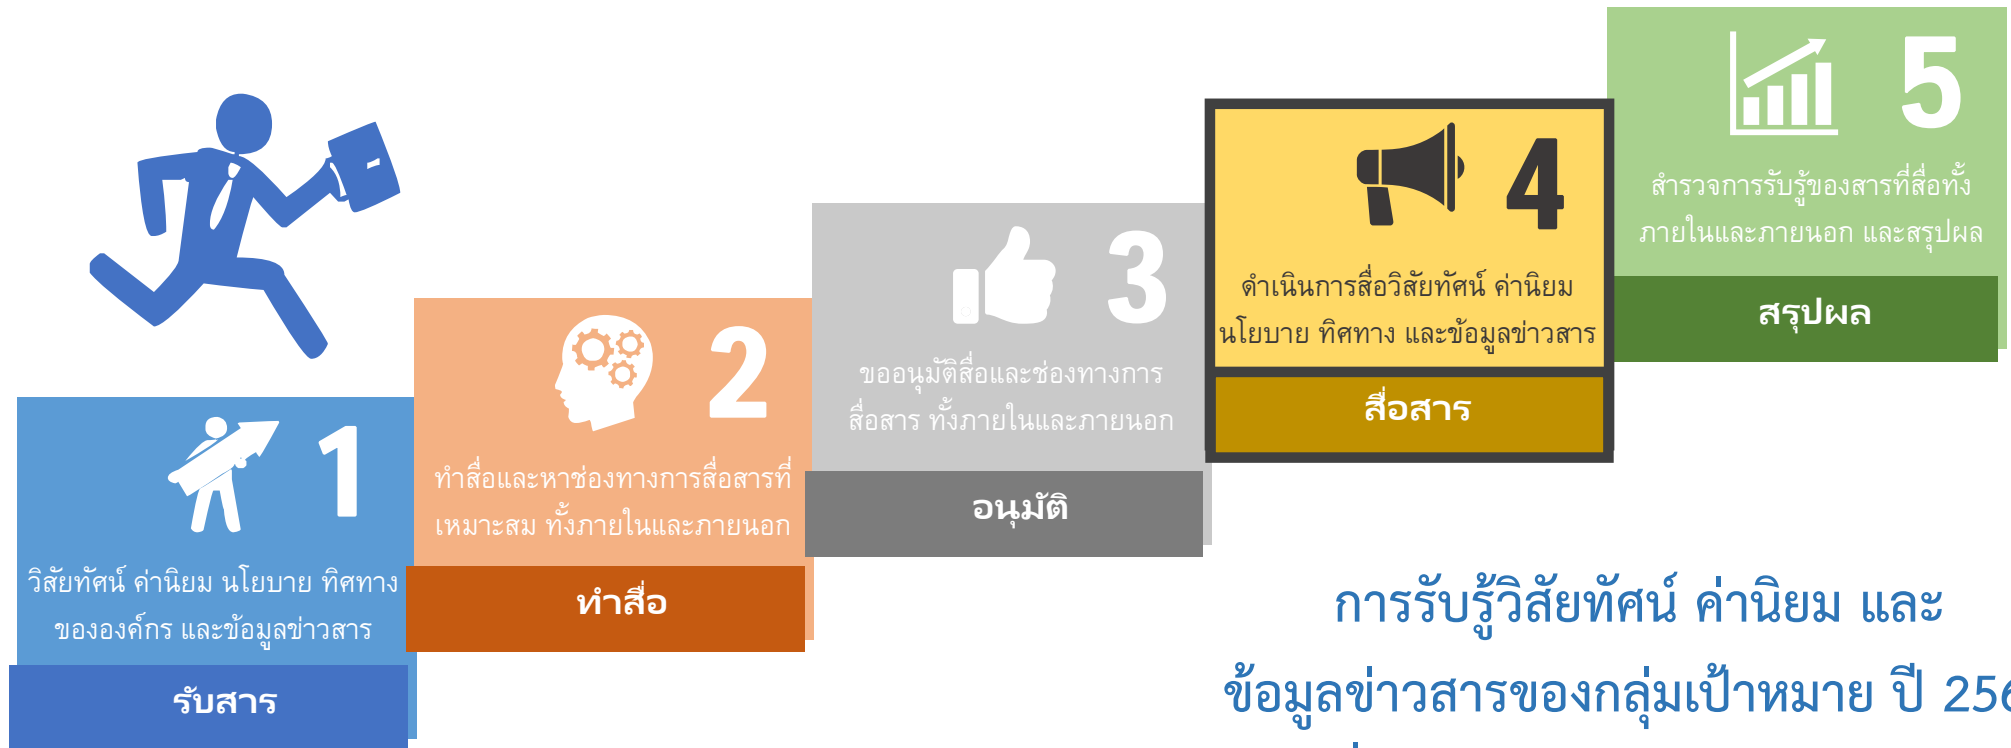 1
วิสัยทัศน์ ค่านิยม นโยบาย ทิศทาง
ขององค์กร และข้อมูลข่าวสาร
รับสาร
2
ทำสื่อและหาช่องทางการสื่อสารที่
เหมาะสม ทั้งภายในและภายนอก
ทำสื่อ
3
ขออนุมัติสื่อและช่องทางการ
สื่อสาร ทั้งภายในและภายนอก
อนุมัติ
4
ดำเนินการสื่อวิสัยทัศน์ ค่านิยม
นโยบาย ทิศทาง และข้อมูลข่าวสาร
สื่อสาร
5
สำรวจการรับรู้ของสารที่สื่อทั้ง
ภายในและภายนอก และสรุปผล
สรุปผล
การรับรู้วิสัยทัศน์ ค่านิยม และ
ข้อมูลข่าวสารของกลุ่มเป้าหมาย ปี